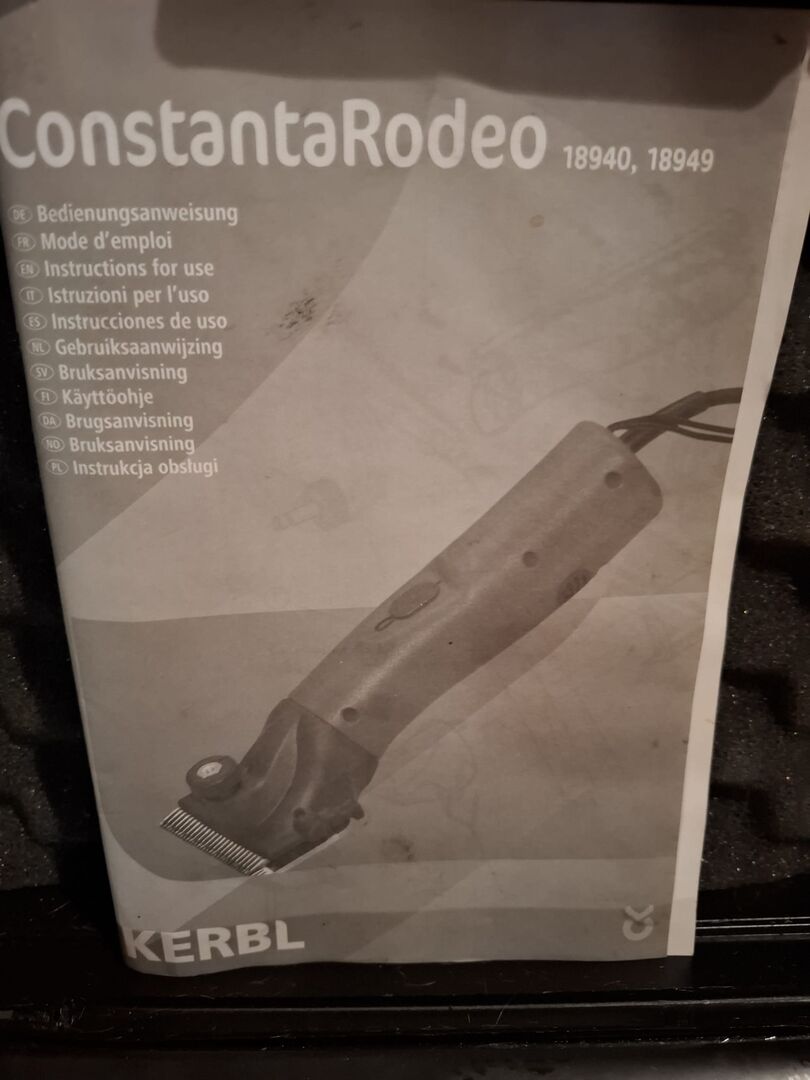 ConstantaRodeo 18940, 18949
DE Bedienungsanweisung
FR Mode d'emploi
EN Instructions for use
IT Istruzioni per l'uso
ES Instrucciones de uso
NL Gebruiksaanwijzing
SV Bruksanvisning
FI Käyttöohje
DA Brugsanvisning
NO Bruksanvisning
PL Instrukcja obsługi
KERBL